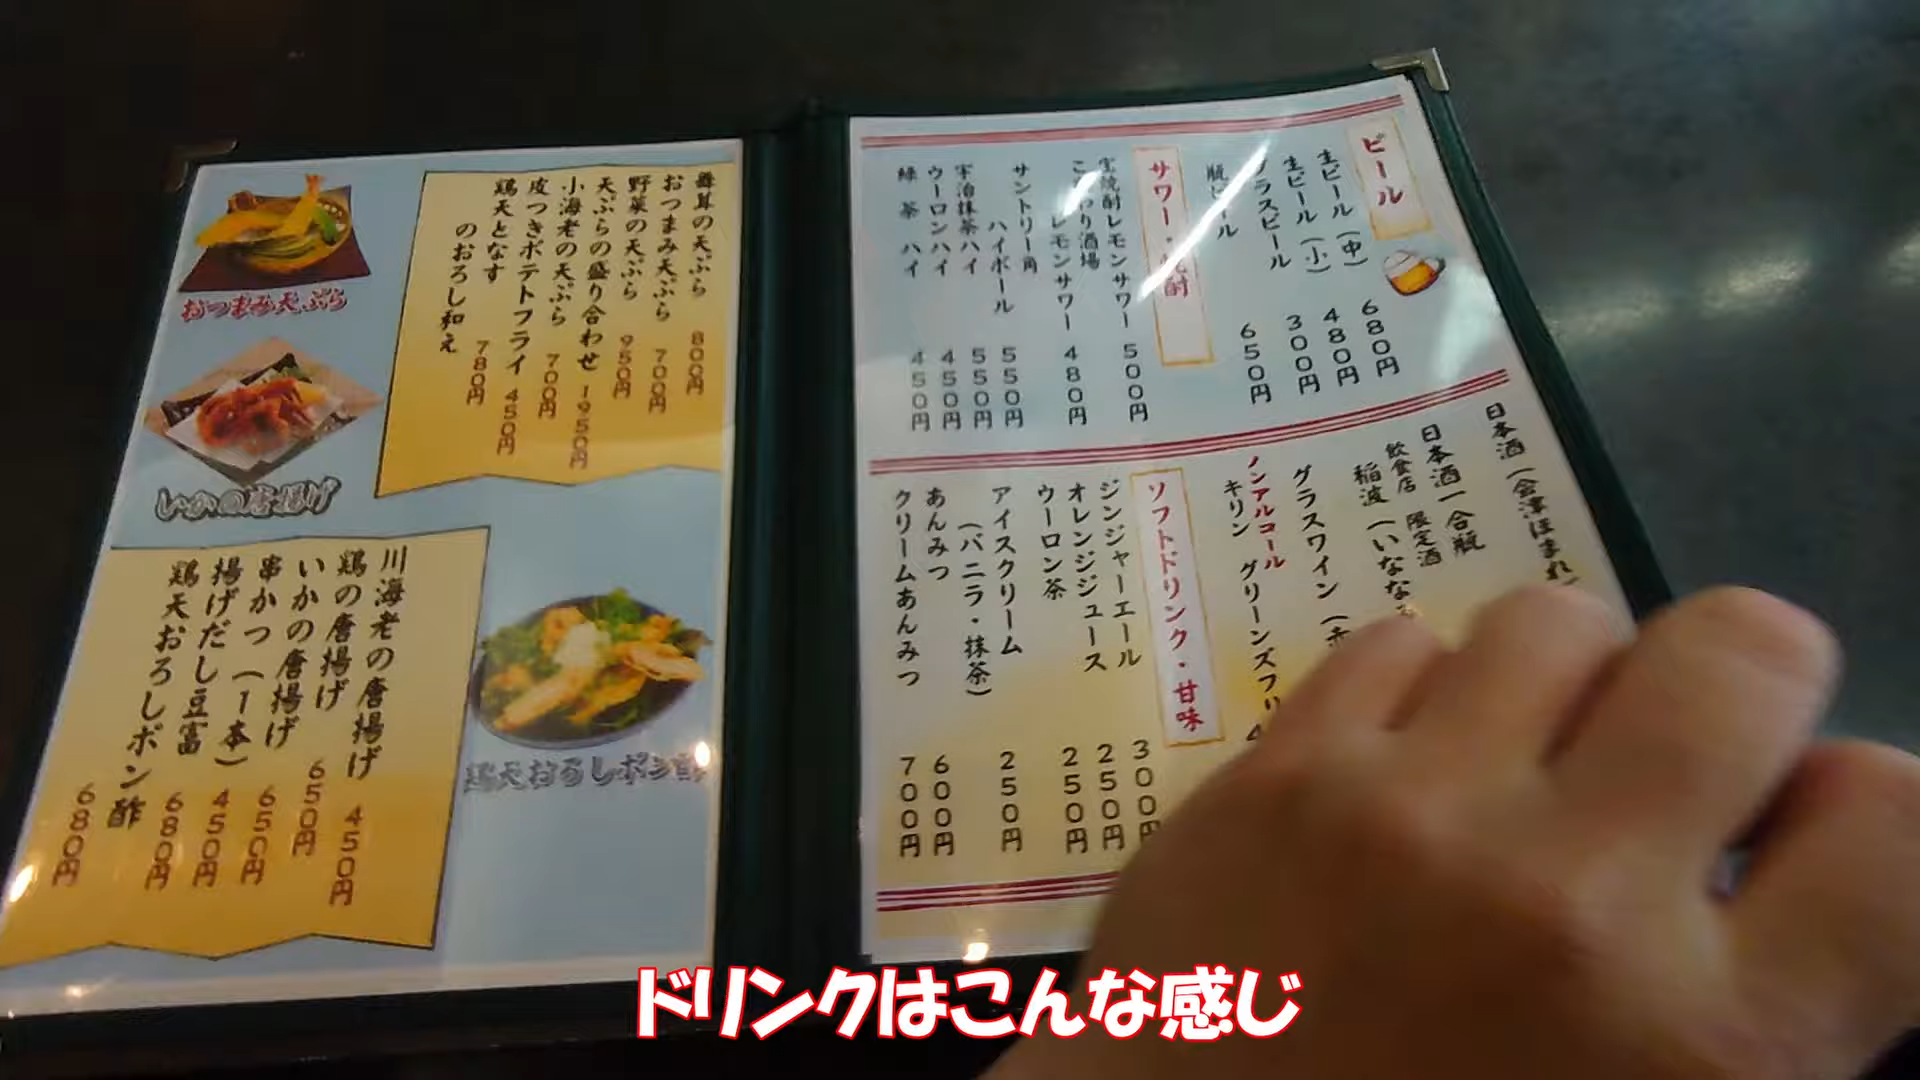 舞茸の天ぷら 800円
おつまみ天ぷら 700円
野菜の天ぷら 950円
天ぷらの盛り合わせ 1950円
小海老の天ぷら 700円
皮つきポテトフライ 450円
鶏天となす
のおろし和え 780円
おつまみ天ぷら
いかの唐揚げ
川海老の唐揚げ 450円
鶏の唐揚げ 650円
いかの唐揚げ 650円
串かつ(1本) 450円
揚げだし豆富 680円
鶏天おろしポン酢 680円
鶏天おろしポン酢
ビール
生ビール(中) 680円
生ビール(小) 480円
グラスビール 300円
瓶ビール 650円
サワー・焼酎
宝焼酎レモンサワー 500円
こだわり酒場
レモンサワー 480円
サントリー角
ハイボール 550円
宇治抹茶ハイ 550円
ウーロンハイ 450円
緑茶ハイ 450円
日本酒(会津ほまれ
日本酒一合瓶
飲食店 限定酒
稲波(いなな
グラスワイン(赤
ノンアルコール
キリン グリーンズフリ
ソフトドリンク・甘味
ジンジャーエール 300円
オレンジジュース 250円
ウーロン茶 250円
アイスクリーム
(バニラ・抹茶) 250円
あんみつ 600円
クリームあんみつ 700円
ドリンクはこんな感じ